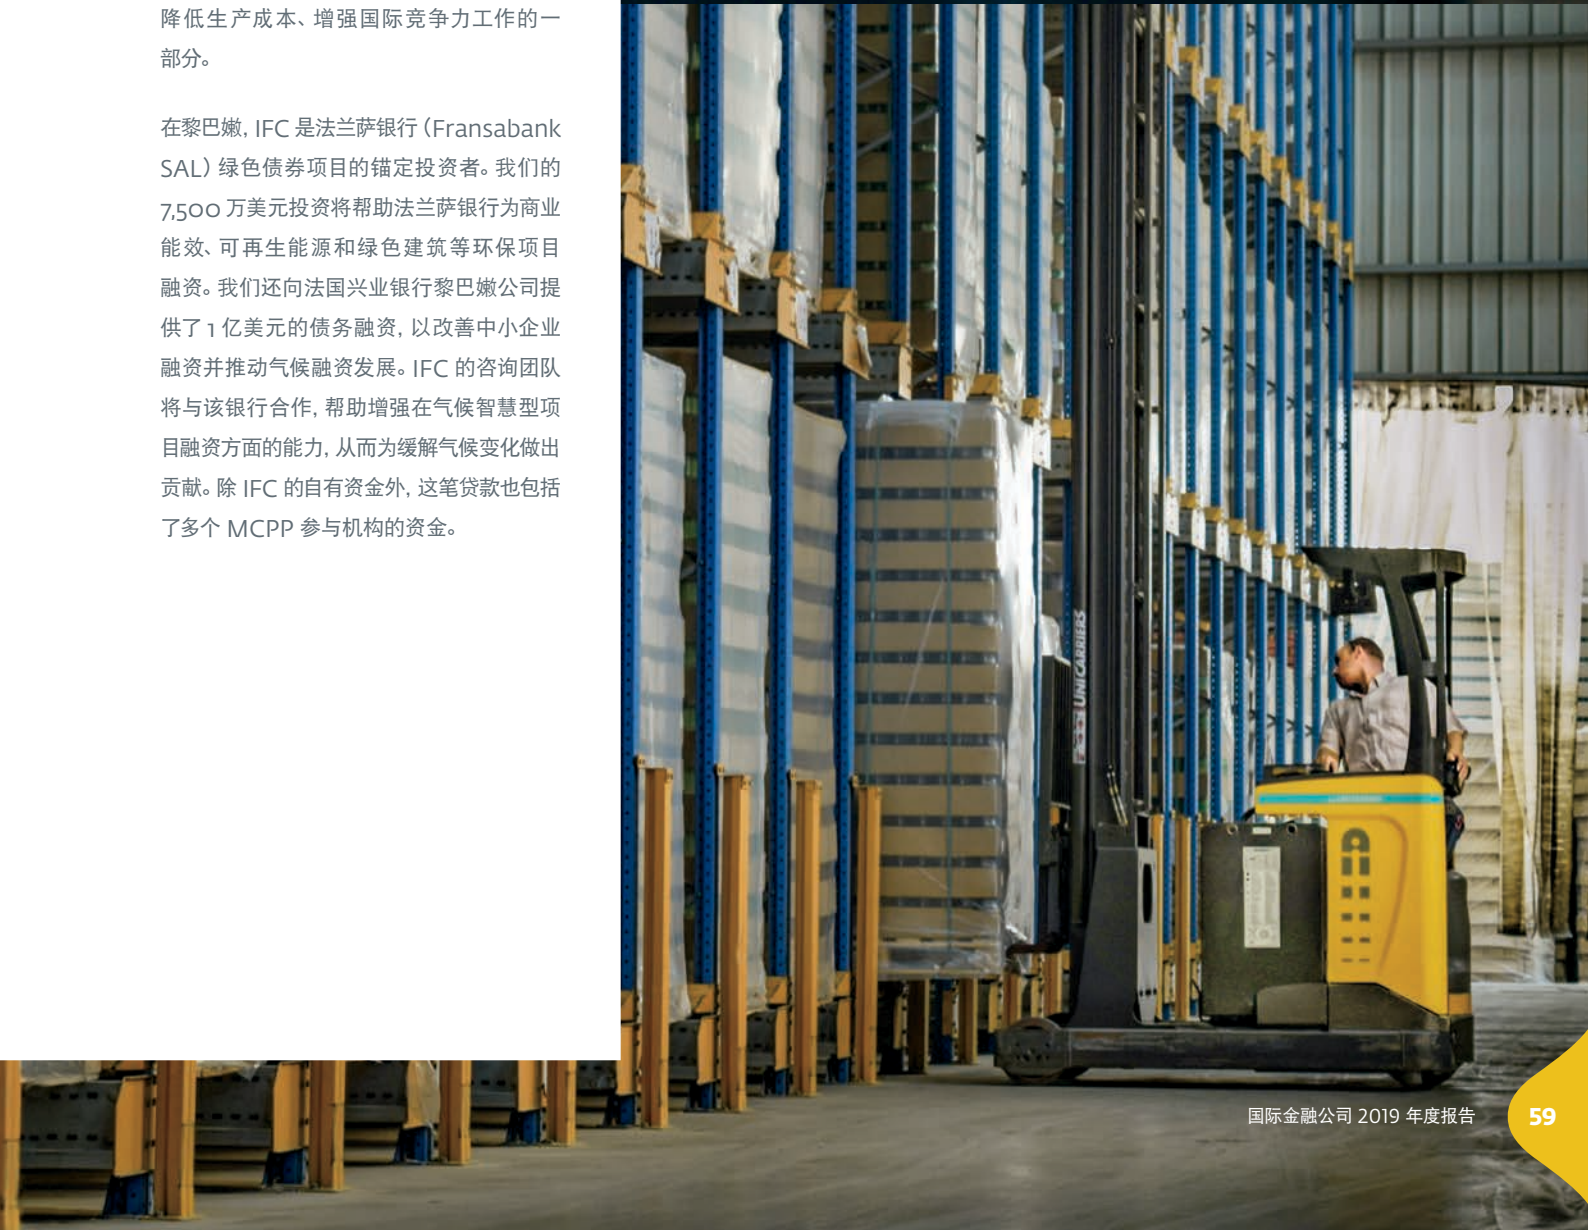 降低生产成本、增强国际竞争力工作的一
部分。
在黎巴嫩, IFC 是法兰萨银行（Fransabank
SAL）绿色债券项目的锚定投资者。我们的
7,500 万美元投资将帮助法兰萨银行为商业
能效、可再生能源和绿色建筑等环保项目
融资。我们还向法国兴业银行黎巴嫩公司提
供了 1 亿美元的债务融资, 以改善中小企业
融资并推动气候融资发展。IFC 的咨询团队
将与该银行合作, 帮助增强在气候智慧型项
目融资方面的能力, 从而为缓解气候变化做出
贡献。除 IFC 的自有资金外, 这笔贷款也包括
了多个 MCPP 参与机构的资金。
UNICARRIERS
国际金融公司 2019 年度报告
59